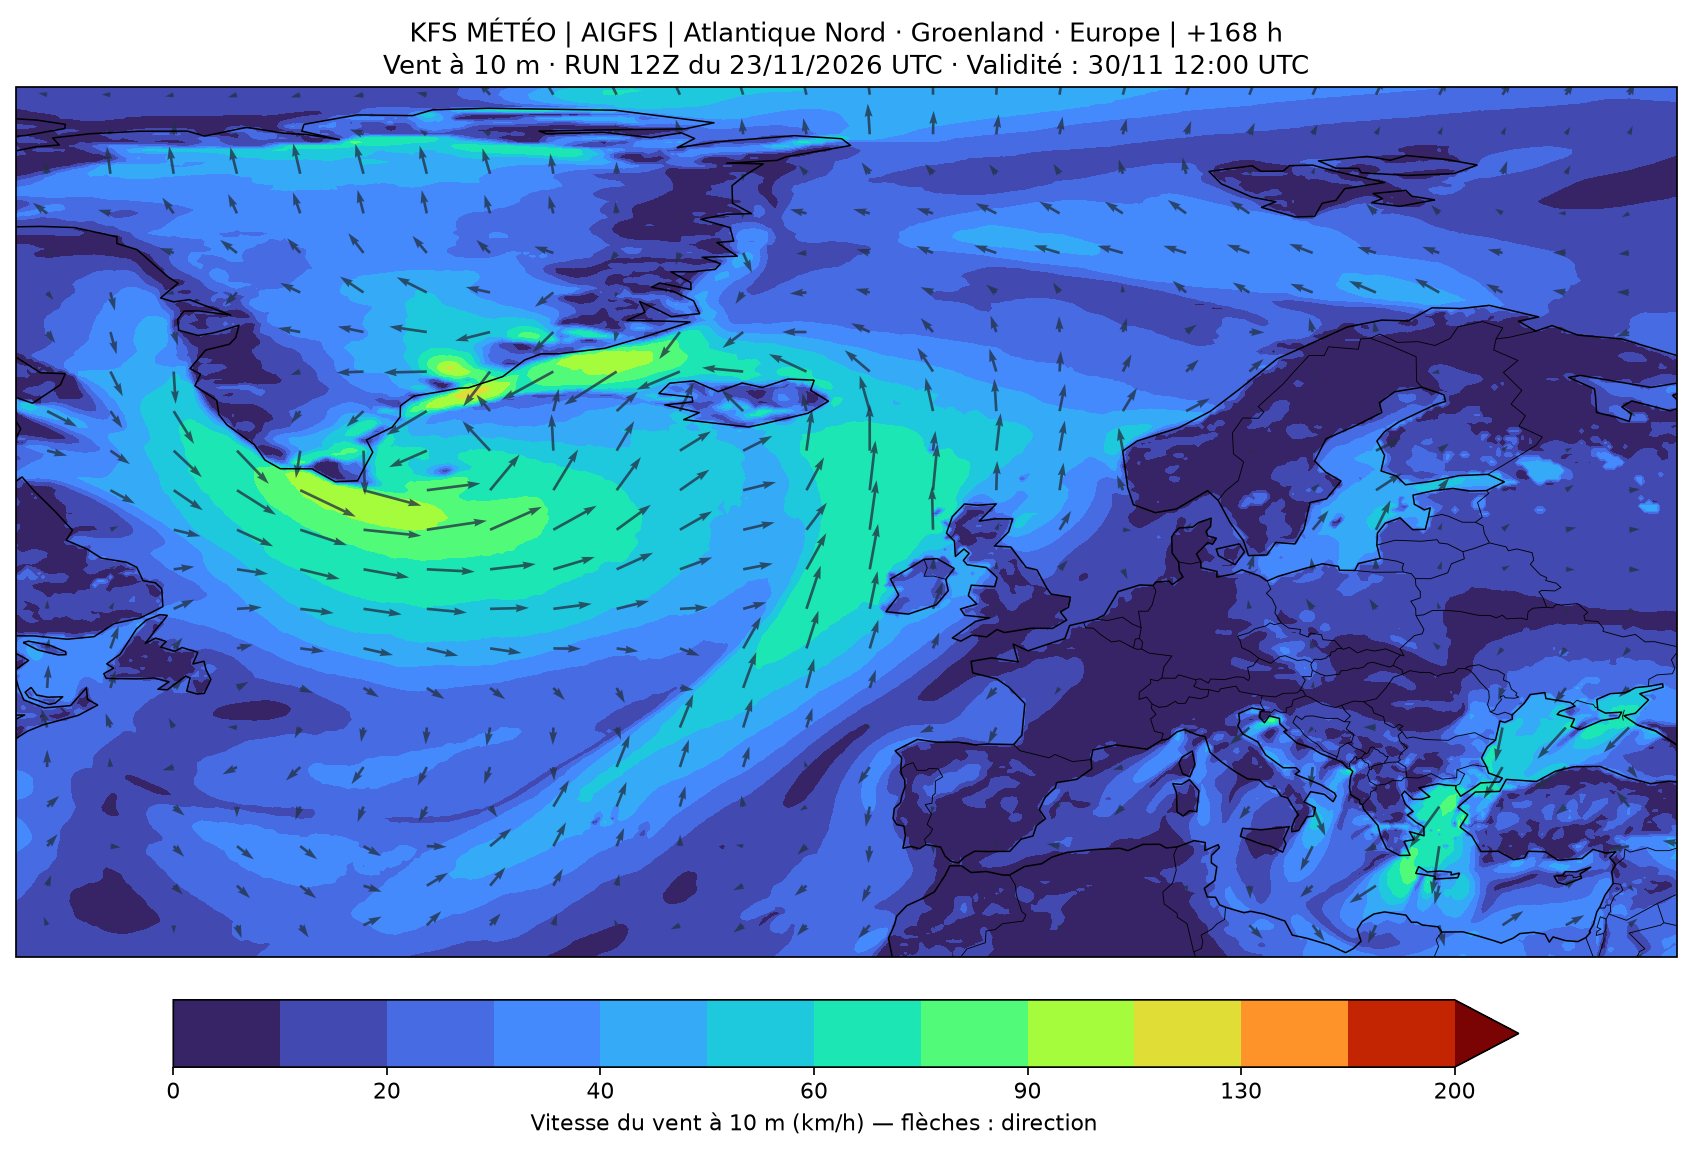 KFS MÉTÉO | AIGFS | Atlantique Nord · Groenland · Europe | +168 h
Vent à 10 m · RUN 12Z du 23/11/2026 UTC · Validité : 30/11 12:00 UTC
0 20 40 60 90 130 200
Vitesse du vent à 10 m (km/h) — flèches : direction